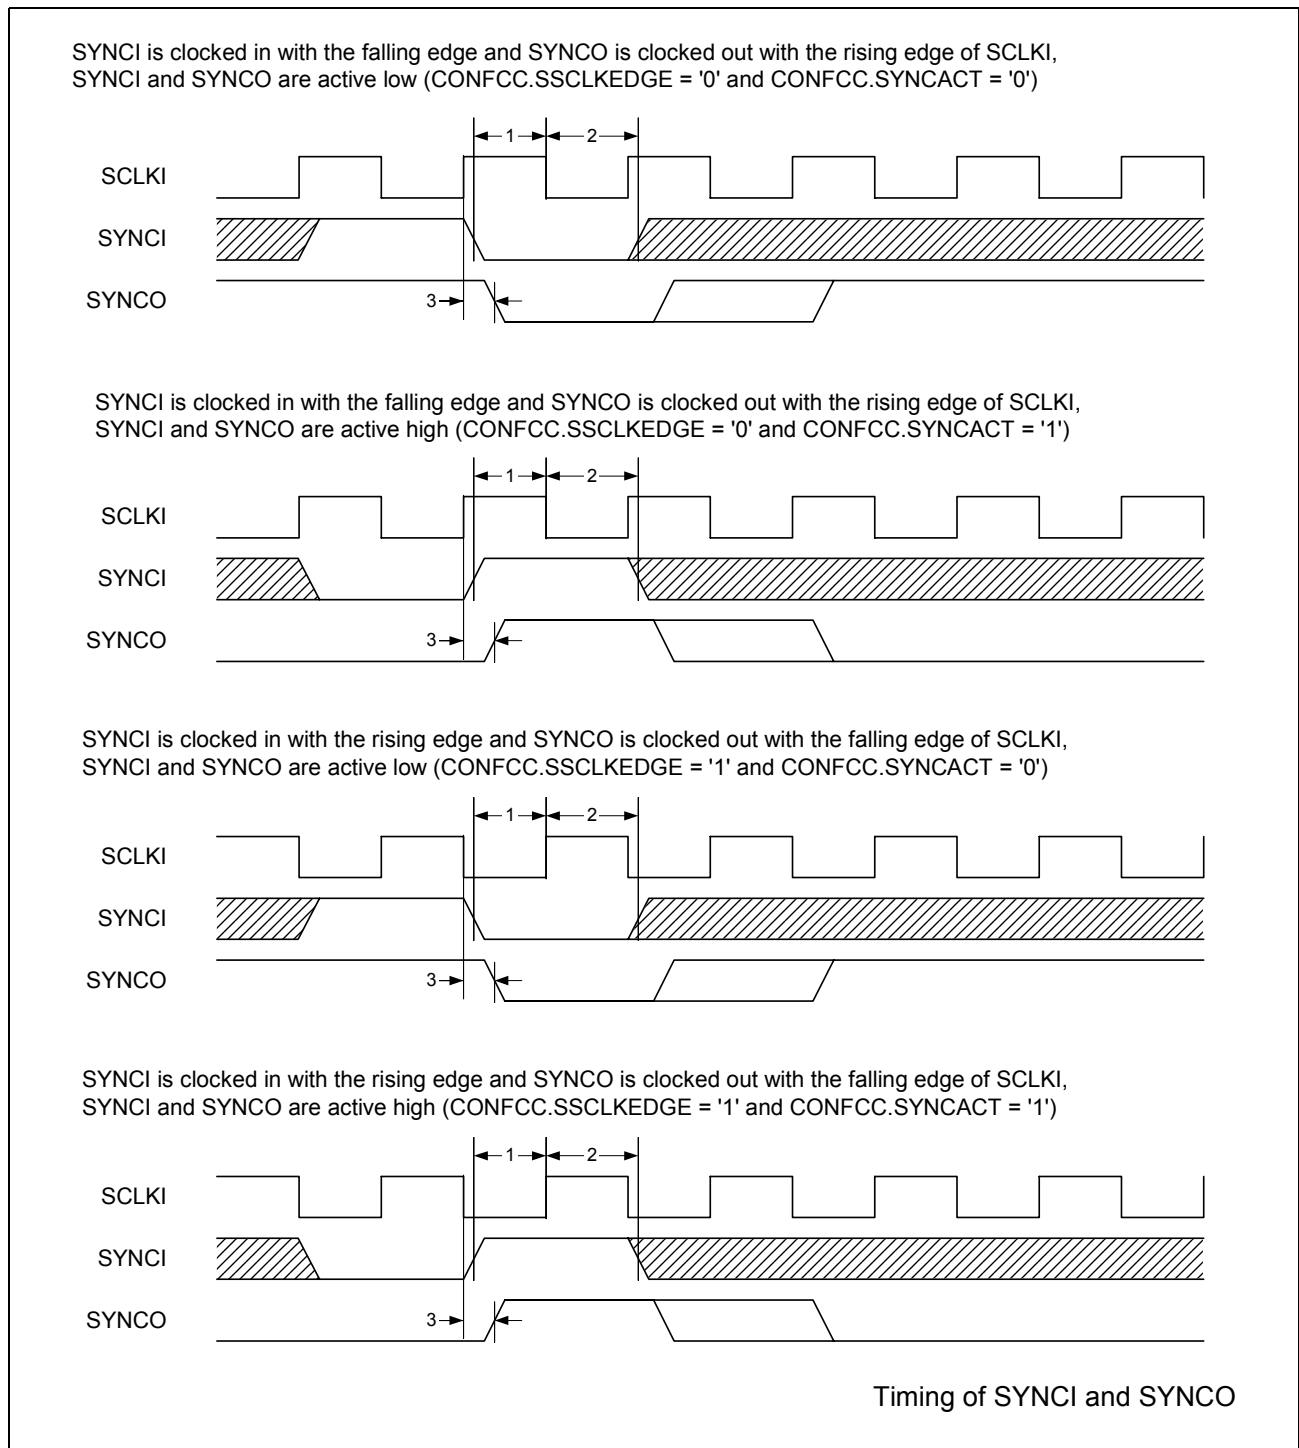 SYNCI is clocked in with the falling edge and SYNCO is clocked out with the rising edge of SCLKI,
SYNCI and SYNCO are active low (CONFCC.SSCLKEDGE = '0' and CONFCC.SYNCACT = '0')
1 2
SCLKI
SYNCI
SYNCO
3
SYNCI is clocked in with the falling edge and SYNCO is clocked out with the rising edge of SCLKI,
SYNCI and SYNCO are active high (CONFCC.SSCLKEDGE = '0' and CONFCC.SYNCACT = '1')
1 2
SCLKI
SYNCI
SYNCO
3
SYNCI is clocked in with the rising edge and SYNCO is clocked out with the falling edge of SCLKI,
SYNCI and SYNCO are active low (CONFCC.SSCLKEDGE = '1' and CONFCC.SYNCACT = '0')
1 2
SCLKI
SYNCI
SYNCO
3
SYNCI is clocked in with the rising edge and SYNCO is clocked out with the falling edge of SCLKI,
SYNCI and SYNCO are active high (CONFCC.SSCLKEDGE = '1' and CONFCC.SYNCACT = '1')
1 2
SCLKI
SYNCI
SYNCO
3
Timing of SYNCI and SYNCO